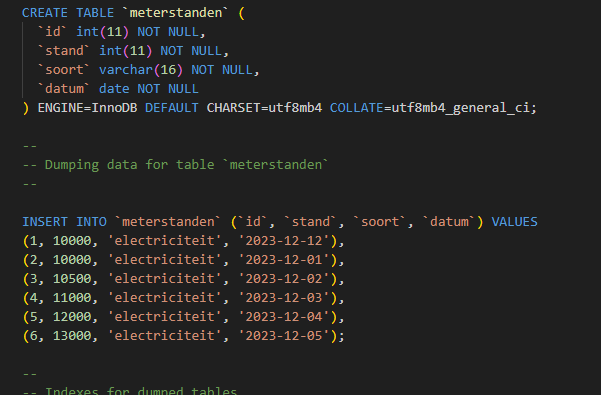 CREATE TABLE `meterstanden` (
  `id` int(11) NOT NULL,
  `stand` int(11) NOT NULL,
  `soort` varchar(16) NOT NULL,
  `datum` date NOT NULL
) ENGINE=InnoDB DEFAULT CHARSET=utf8mb4 COLLATE=utf8mb4_general_ci;
--
-- Dumping data for table `meterstanden`
--
INSERT INTO `meterstanden` (`id`, `stand`, `soort`, `datum`) VALUES
(1, 10000, 'electriciteit', '2023-12-12'),
(2, 10000, 'electriciteit', '2023-12-01'),
(3, 10500, 'electriciteit', '2023-12-02'),
(4, 11000, 'electriciteit', '2023-12-03'),
(5, 12000, 'electriciteit', '2023-12-04'),
(6, 13000, 'electriciteit', '2023-12-05');
--
-- Indexes for dumped tables